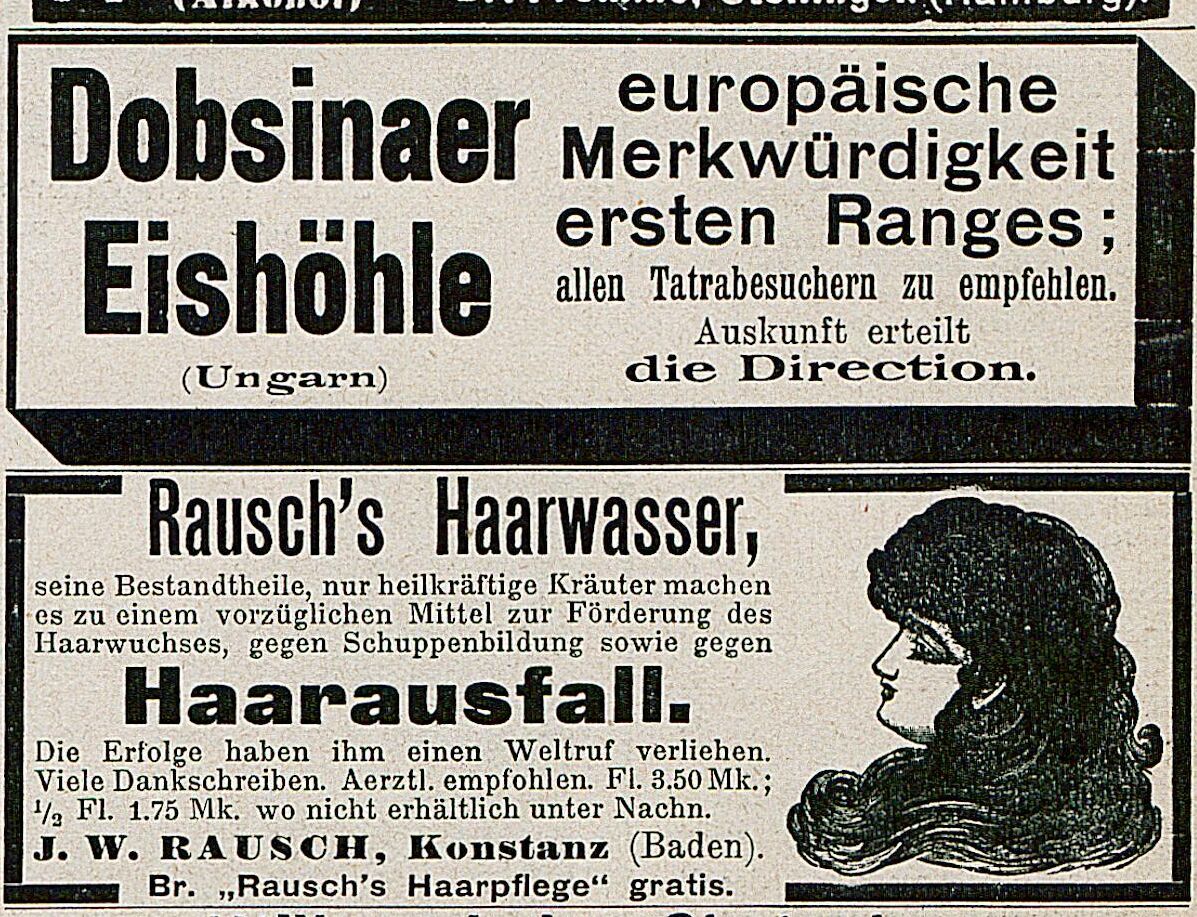 Dobsinaer
Eishöhle
(Ungarn)
europäische
Merkwürdigkeit
ersten Ranges;
allen Tatrabesuchern zu empfehlen.
Auskunft erteilt
die Direction.
Rausch's Haarwasser,
seine Bestandtheile, nur heilkräftige Kräuter machen
es zu einem vorzüglichen Mittel zur Förderung des
Haarwuchses, gegen Schuppenbildung sowie gegen
Haarausfall.
Die Erfolge haben ihm einen Weltruf verliehen.
Viele Dankschreiben. Aerztl. empfohlen. Fl. 3.50 Mk.;
1/2 Fl. 1.75 Mk. wo nicht erhältlich unter Nachn.
J. W. RAUSCH, Konstanz (Baden).
Br. „Rausch's Haarpflege“ gratis.